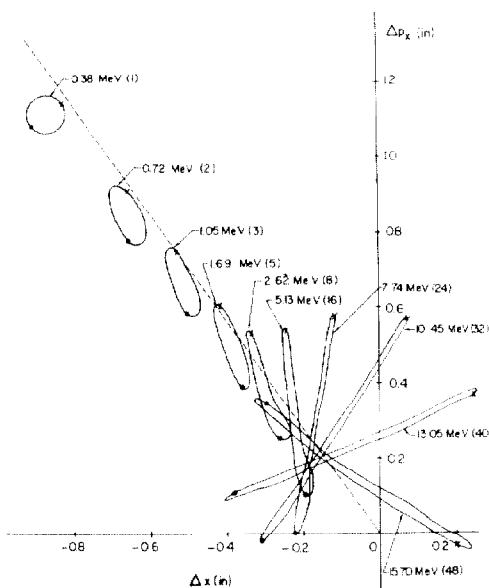 Δpx (in)
0.38 MeV (1)
1.2
1.0
0.72 MeV (2)
0.8
1.05 MeV (3)
1.69 MeV (5)
2.62 MeV (8)
5.13 MeV (16)
7.74 MeV (24)
0.6
10.45 MeV (32)
0.4
13.05 MeV (40
0.2
-0.8
-0.6
-0.4
-0.2
0
0.2
Δx (in)
15.70 MeV (48)